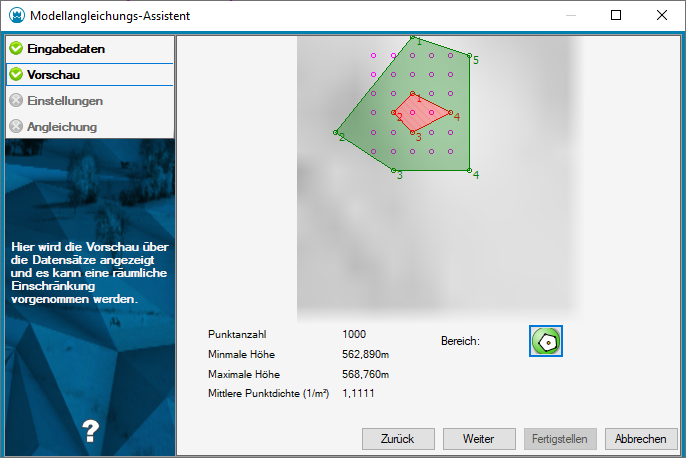 Modellangleichungs-Assistent
Eingabedaten
Vorschau
Einstellungen
Angleichung
Hier wird die Vorschau über
die Datensätze angezeigt
und es kann eine räumliche
Einschränkung
vorgenommen werden.
?
1
5
1
2
4
3
2
3
4
Punktanzahl 1000
Minmale Höhe 562,890m
Maximale Höhe 568,760m
Mittlere Punktdichte (1/m²) 1,1111
Bereich:
Zurück Weiter Fertigstellen Abbrechen